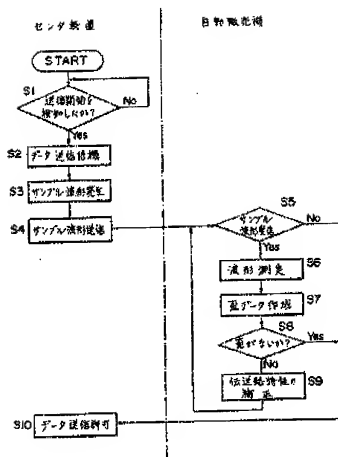 センタ装置
自動販売機
START
S1
送信開始を
検知したか?
No
Yes
S2
データ送信待機
S3
サンプル波形発生
S4
サンプル波形送信
S5
サンプル
波形受信
No
Yes
波形測定
S6
S7
差データ作成
S8
差がないか?
Yes
No
伝送路特性の
補正
S9
S10
データ送信許可